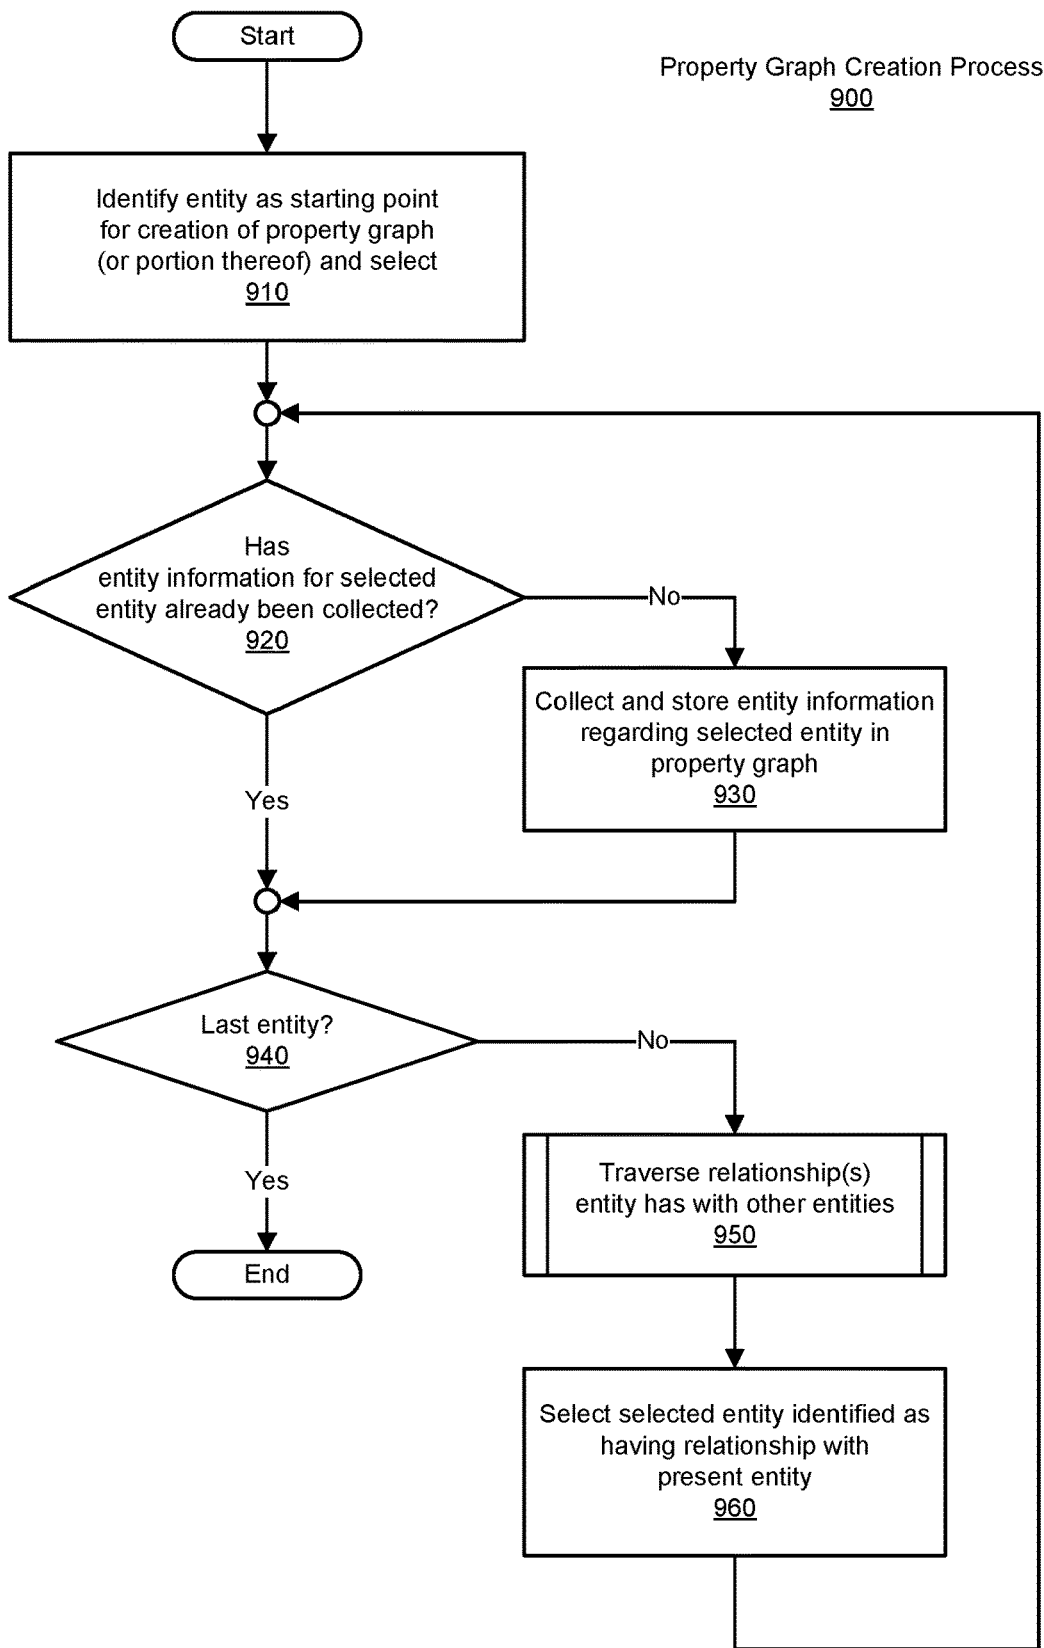 Start
Property Graph Creation Process
900
Identify entity as starting point
for creation of property graph
(or portion thereof) and select
910
Has
entity information for selected
entity already been collected?
920
No
Collect and store entity information
regarding selected entity in
property graph
930
Yes
Last entity?
940
No
Traverse relationship(s)
entity has with other entities
950
Yes
End
Select selected entity identified as
having relationship with
present entity
960